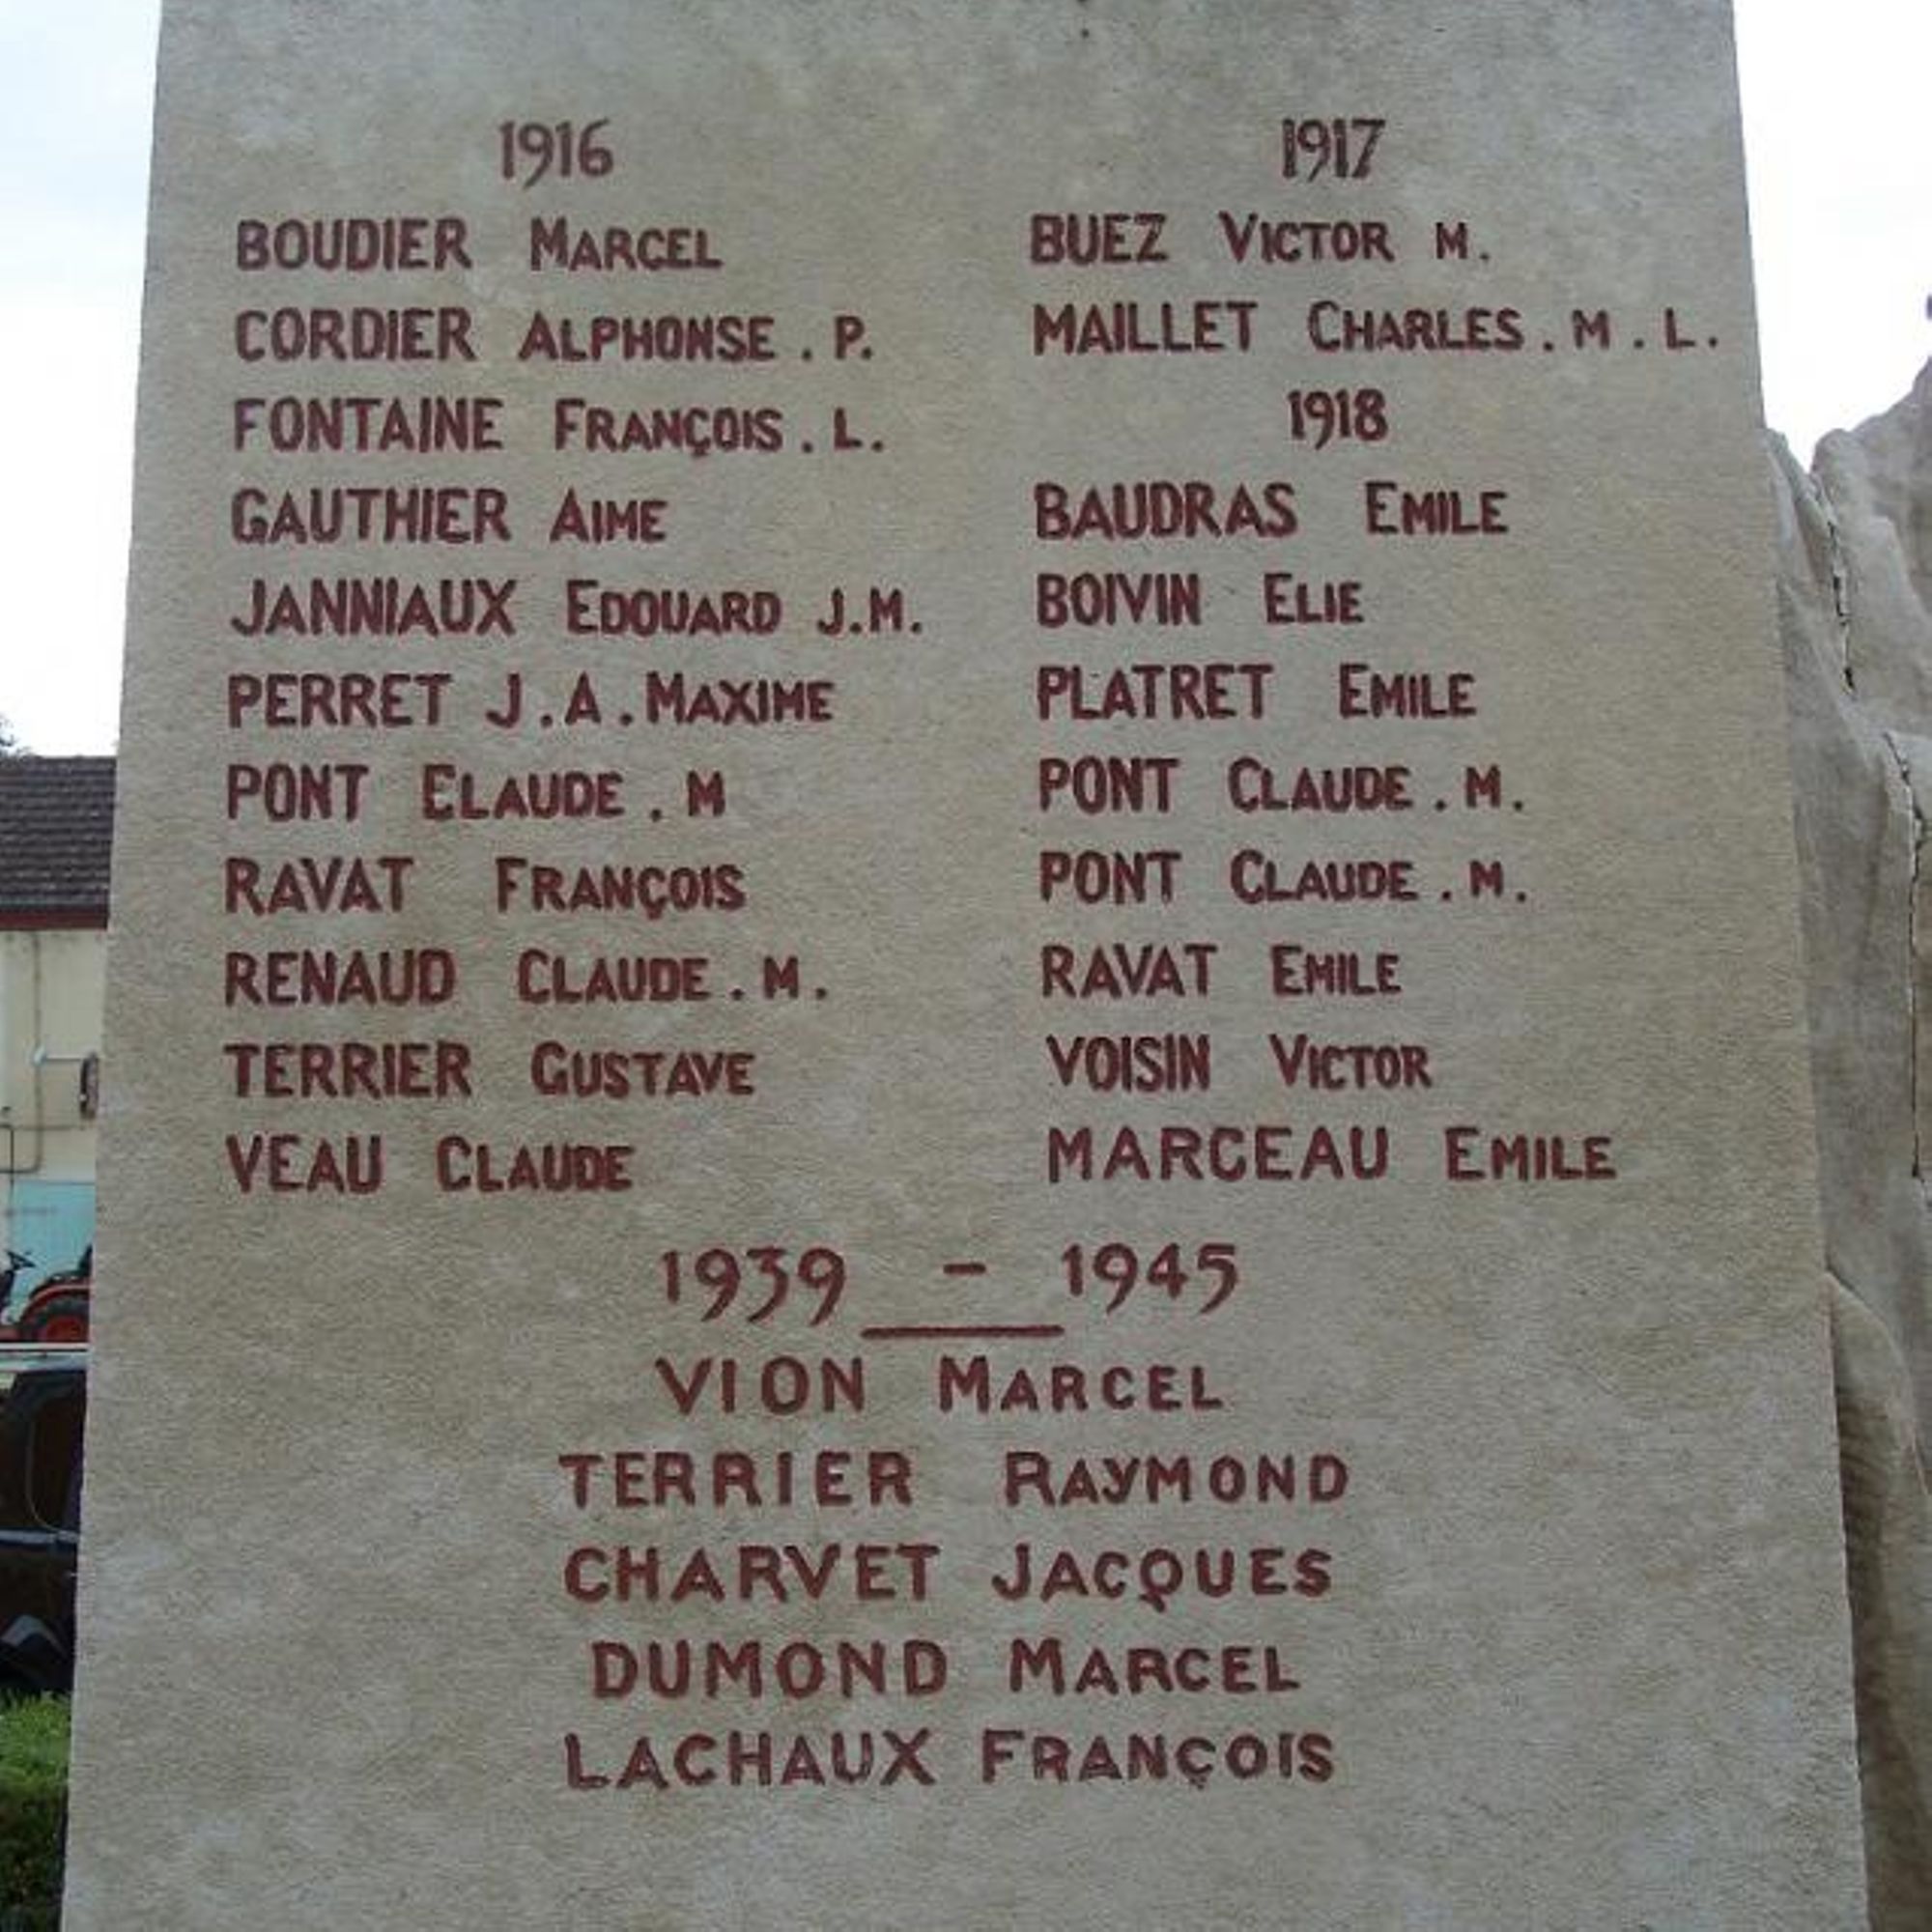 1916
BOUDIER MARCEL
CORDIER ALPHONSE . P.
FONTAINE FRANÇOIS . L.
GAUTHIER AIME
JANNIAUX EDOUARD J.M.
PERRET J . A . MAXIME
PONT ELAUDE . M
RAVAT FRANÇOIS
RENAUD CLAUDE . M .
TERRIER GUSTAVE
VEAU CLAUDE
1917
BUEZ VICTOR M .
MAILLET CHARLES . M . L .
1918
BAUDRAS EMILE
BOIVIN ELIE
PLATRET EMILE
PONT CLAUDE . M .
PONT CLAUDE . M .
RAVAT EMILE
VOISIN VICTOR
MARCEAU EMILE
1939 - 1945
VION MARCEL
TERRIER RAYMOND
CHARVET JACQUES
DUMOND MARCEL
LACHAUX FRANÇOIS